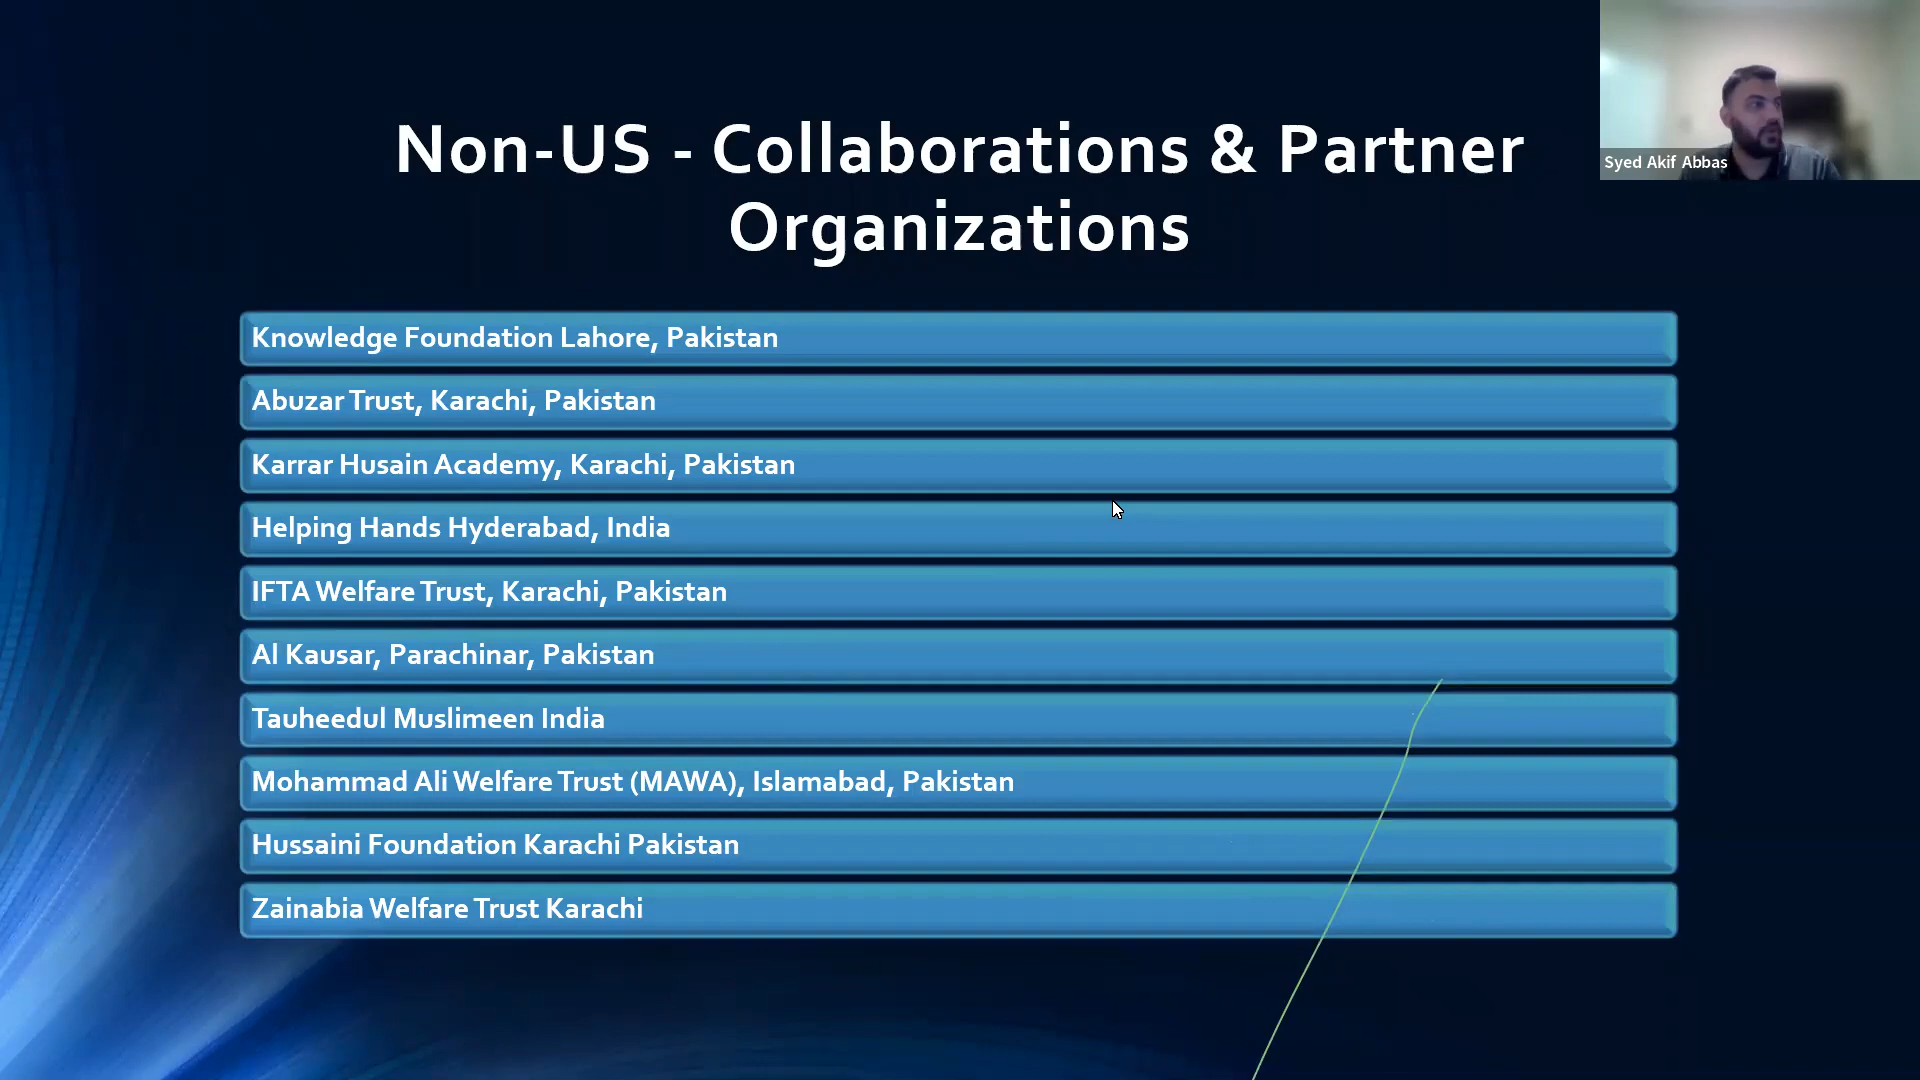 Non-US - Collaborations & Partner
Organizations
Syed Akif Abbas
Knowledge Foundation Lahore, Pakistan
Abuzar Trust, Karachi, Pakistan
Karrar Husain Academy, Karachi, Pakistan
Helping Hands Hyderabad, India
IFTA Welfare Trust, Karachi, Pakistan
Al Kausar, Parachinar, Pakistan
Tauheedul Muslimeen India
Mohammad Ali Welfare Trust (MAWA), Islamabad, Pakistan
Hussaini Foundation Karachi Pakistan
Zainabia Welfare Trust Karachi